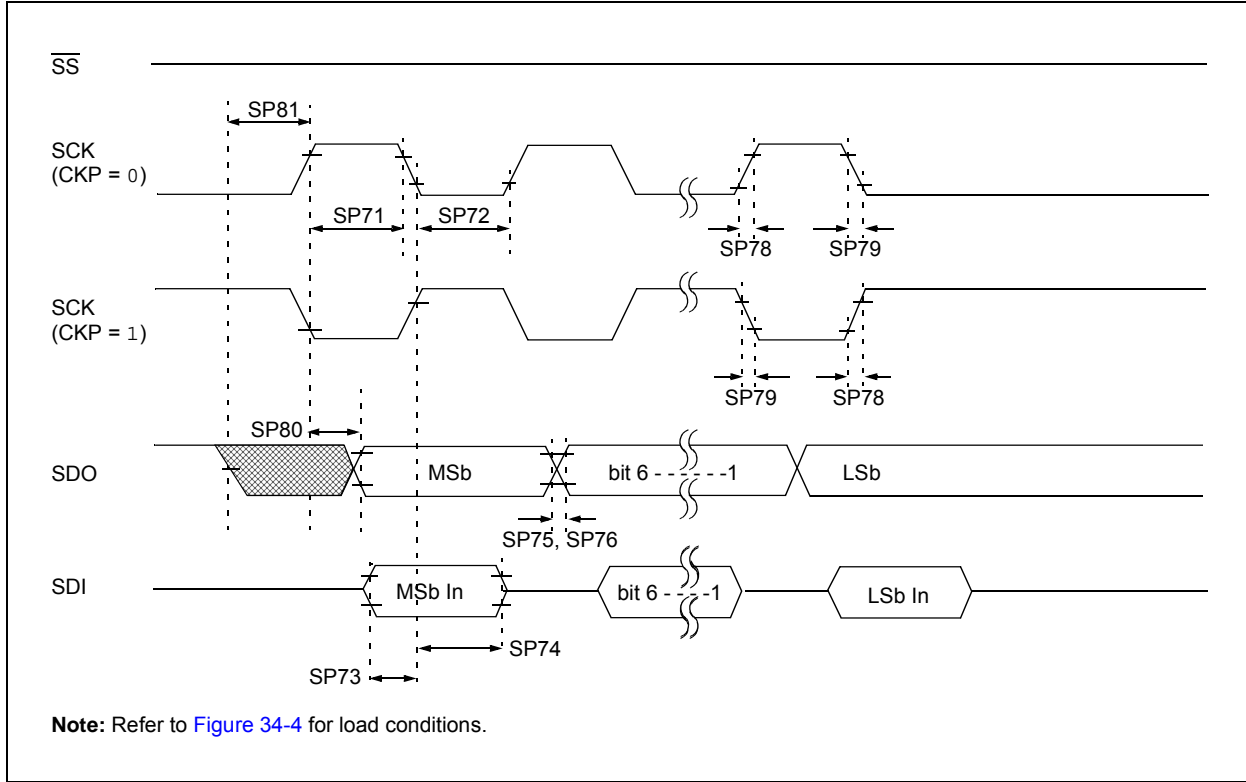 SS
SP81
SCK
(CKP = 0)
SP71
SP72
SP78
SP79
SCK
(CKP = 1)
SP79
SP78
SP80
SDO
MSb
bit 6 - - - - - -1
LSb
SP75, SP76
SDI
MSb In
bit 6 - - - -1
LSb In
SP74
SP73
Note: Refer to Figure 34-4 for load conditions.